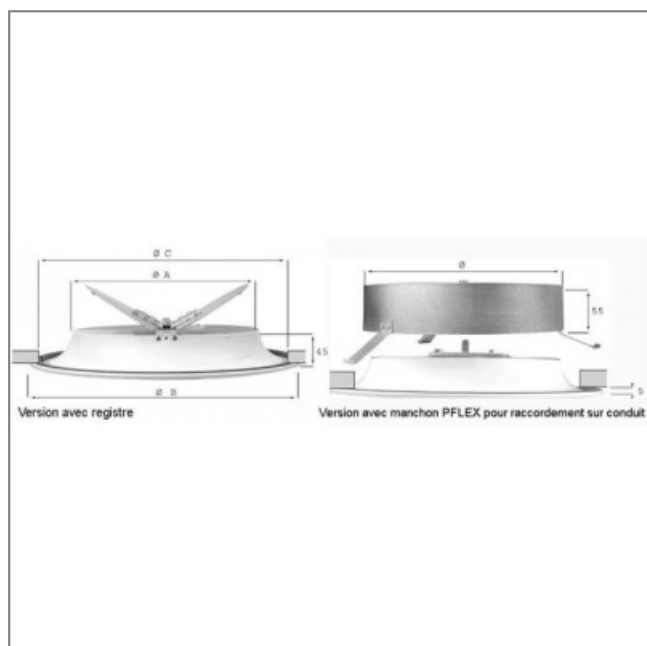 Ø C
Ø A
45
Ø B
Version avec registre
Ø
55
5
Version avec manchon PFLEX pour raccordement sur conduit